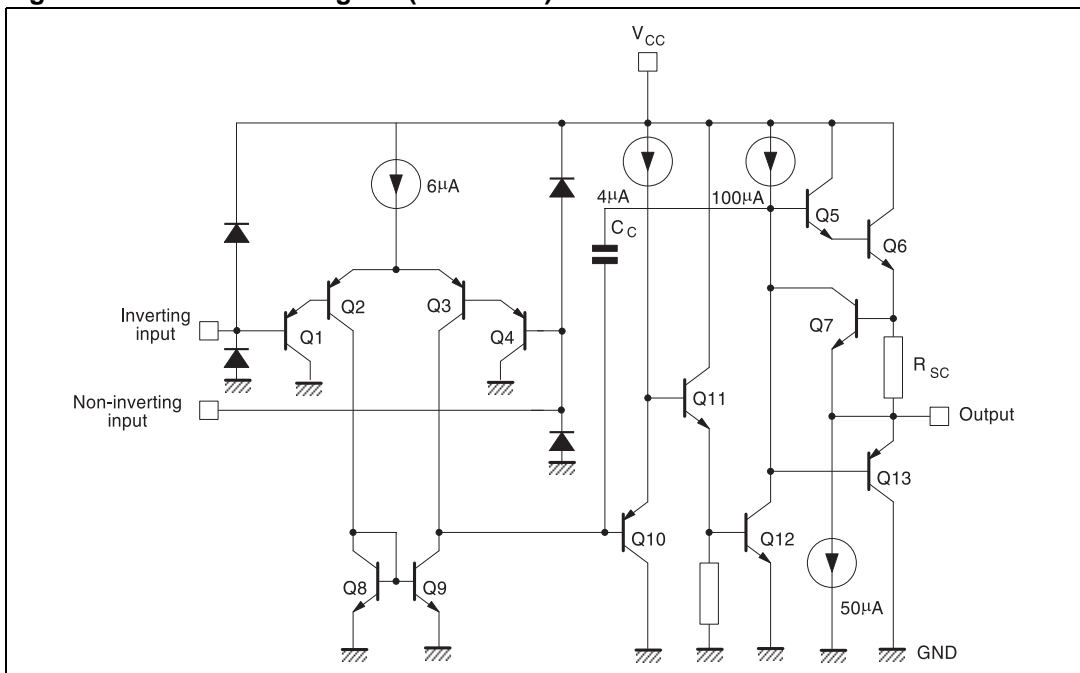 V CC
6µA
4µA
100µA
C C
Q5
Q6
Q2
Q3
Q1
Q4
Q7
Inverting
input
R SC
Non-inverting
input
Q11
Output
Q13
Q10
Q12
Q8
Q9
50µA
GND